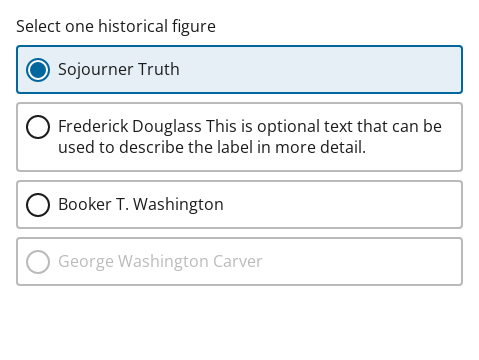 Select one historical figure
Sojourner Truth
Frederick Douglass This is optional text that can be
used to describe the label in more detail.
Booker T. Washington
George Washington Carver